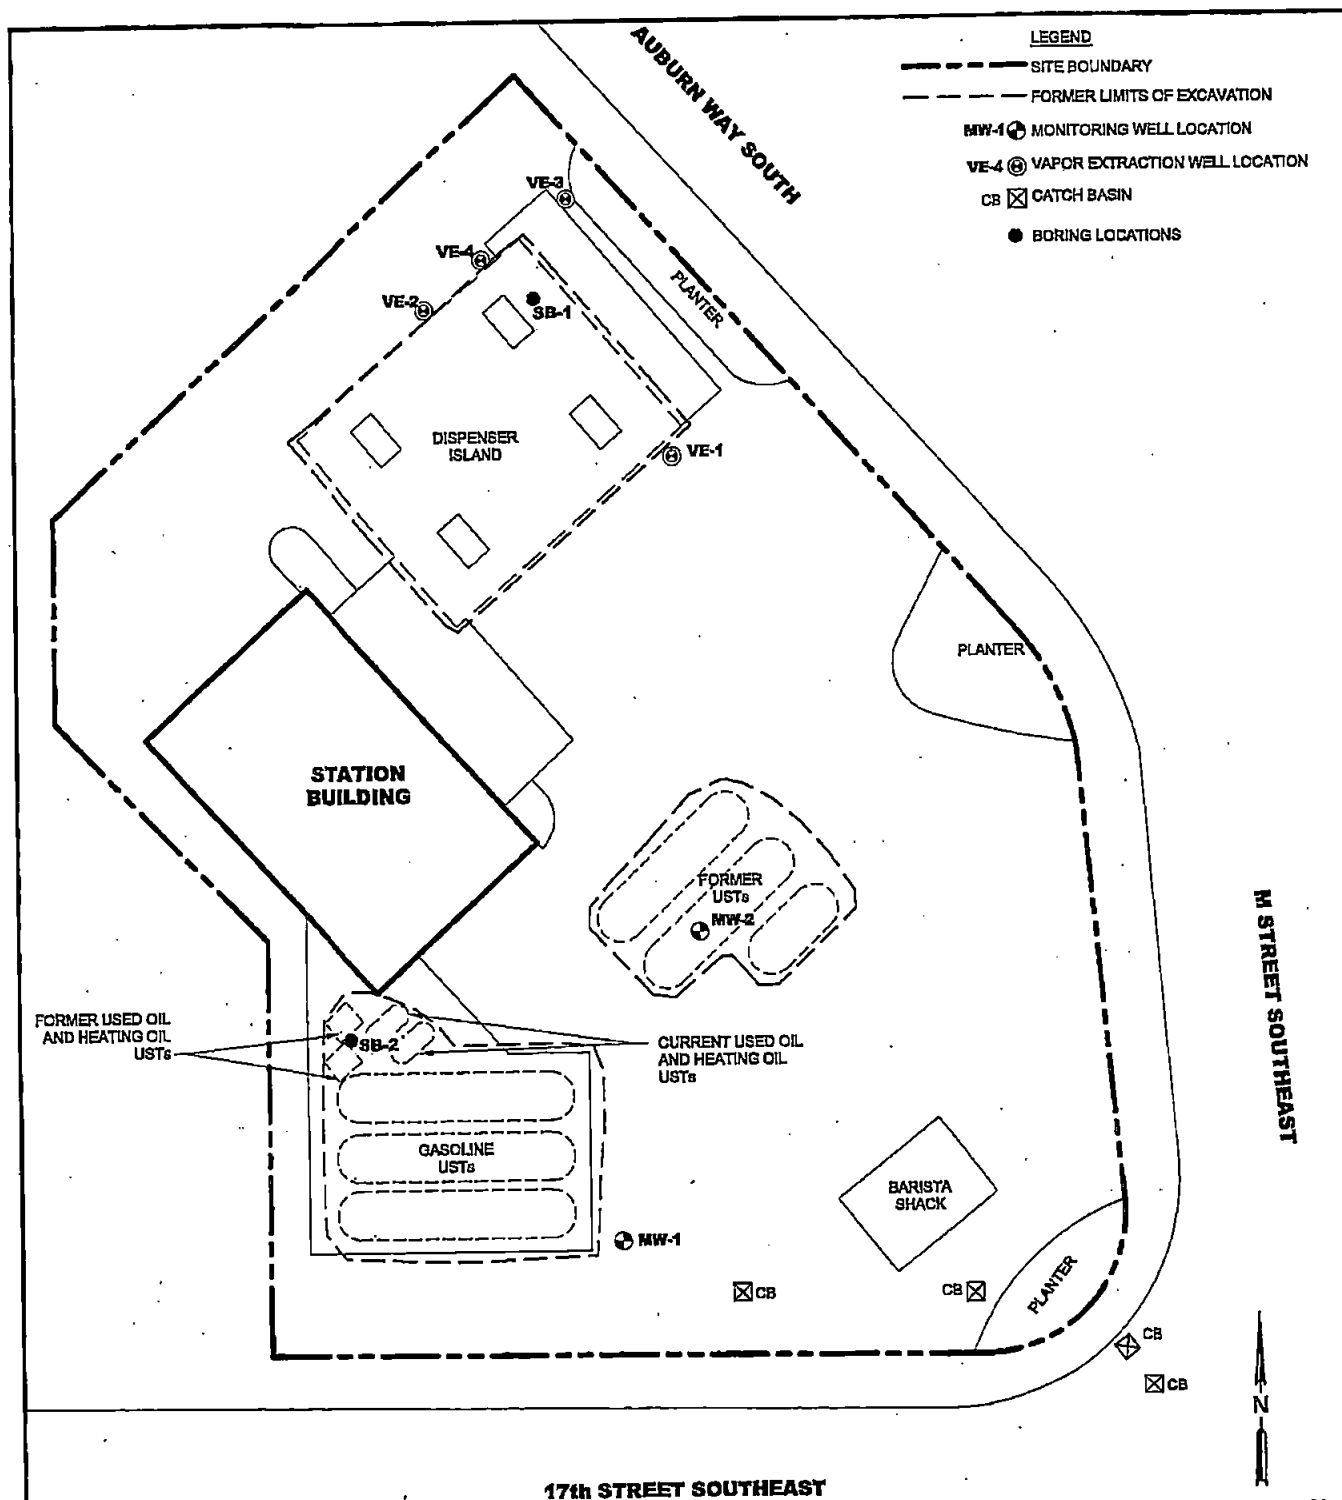 AUBURN WAY SOUTH
LEGEND
SITE BOUNDARY
FORMER LIMITS OF EXCAVATION
MW-1 MONITORING WELL LOCATION
VE-4 VAPOR EXTRACTION WELL LOCATION
CB CATCH BASIN
BORING LOCATIONS
VE-3
VE-4
VE-2
SB-1
PLANTER
DISPENSER
ISLAND
VE-1
PLANTER
STATION
BUILDING
FORMER
USTs
MW-2
M STREET SOUTHEAST
FORMER USED OIL
AND HEATING OIL
USTs
SB-2
CURRENT USED OIL
AND HEATING OIL
USTs
GASOLINE
USTs
BARISTA
SHACK
MW-1
CB
CB
PLANTER
CB
CB
N
17th STREET SOUTHEAST